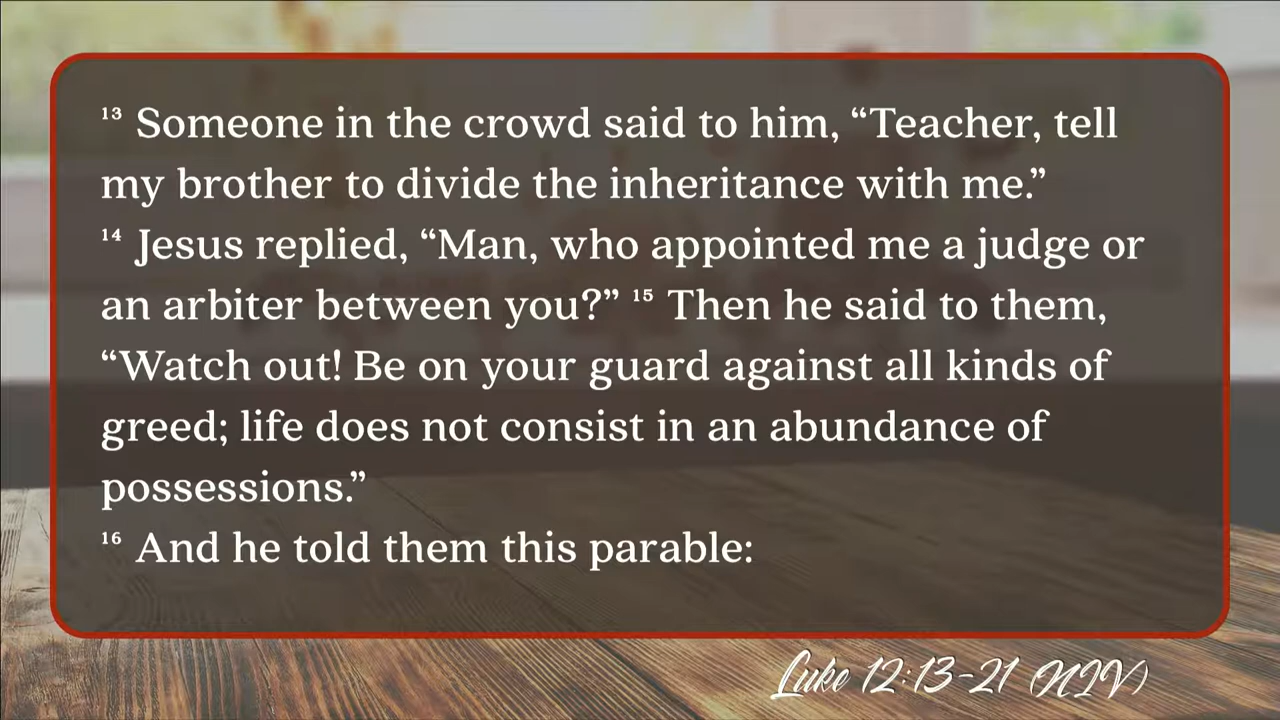 ¹³ Someone in the crowd said to him, “Teacher, tell
my brother to divide the inheritance with me.”
¹⁴ Jesus replied, “Man, who appointed me a judge or
an arbiter between you?” ¹⁵ Then he said to them,
“Watch out! Be on your guard against all kinds of
greed; life does not consist in an abundance of
possessions.”
¹⁶ And he told them this parable:
Luke 12:13-21 (NIV)